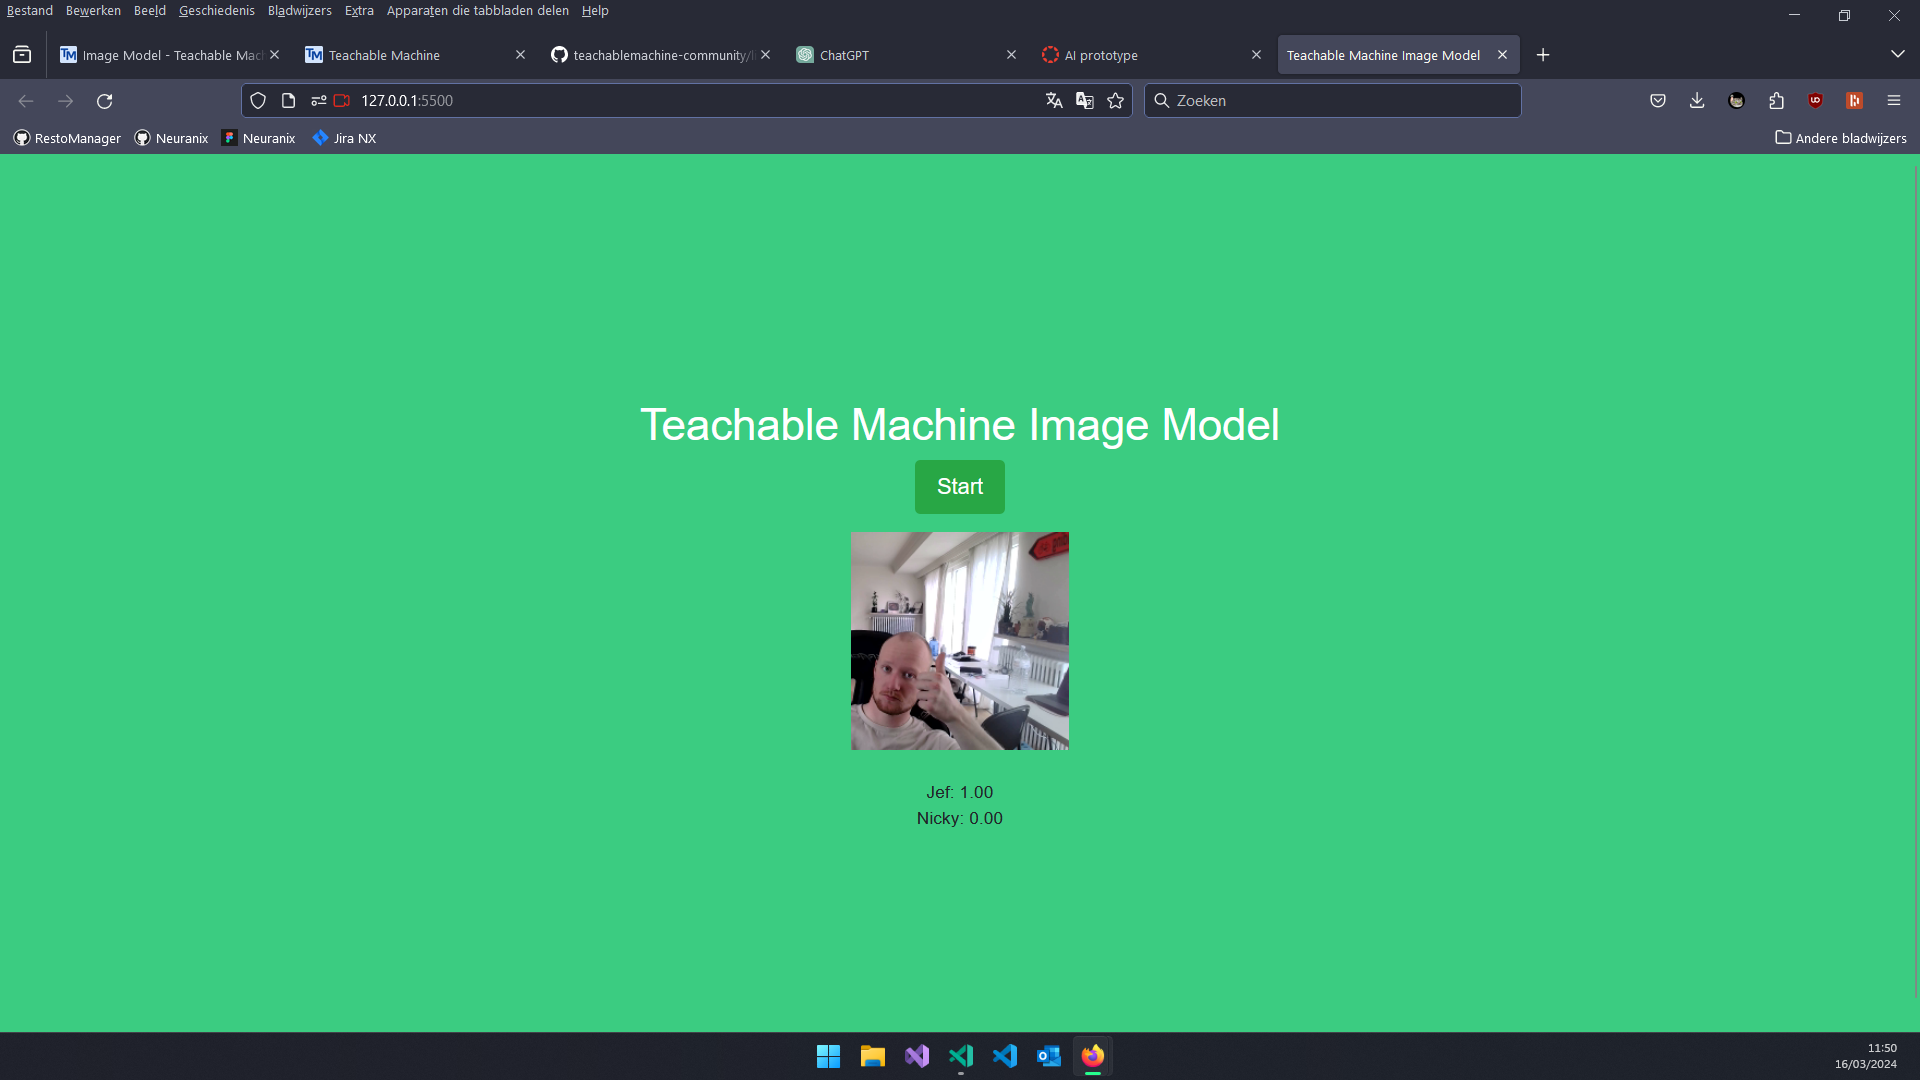 Bestand Bewerken Beeld Geschiedenis Bladwijzers Extra Apparaten die tabbladen delen Help
TM Image Model - Teachable Mac TM Teachable Machine teachablemachine-community/l ChatGPT AI prototype Teachable Machine Image Model
127.0.0.1:5500 Zoeken
RestoManager Neuranix Neuranix Jira NX Andere bladwijzers
Teachable Machine Image Model
Start
Jef: 1.00
Nicky: 0.00
11:50
16/03/2024